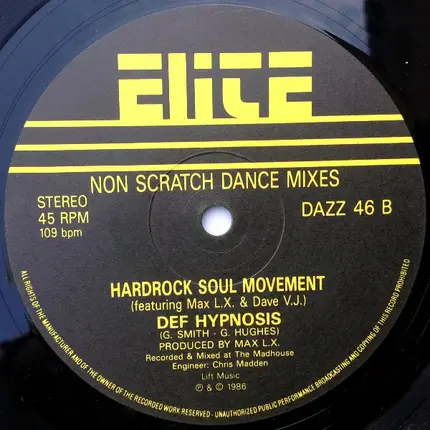 ELITE
NON SCRATCH DANCE MIXES
STEREO
45 RPM
109 bpm
DAZZ 46 B
HARDROCK SOUL MOVEMENT
(featuring Max L.X. & Dave V.J.)
DEF HYPNOSIS
(G. SMITH - G. HUGHES)
PRODUCED BY MAX L.X.
Recorded & Mixed at The Madhouse
Engineer: Chris Madden
Lift Music
℗ & © 1986
ALL RIGHTS OF THE MANUFACTURER AND OF THE OWNER OF THE RECORDED WORK RESERVED - UNAUTHORIZED PUBLIC PERFORMANCE BROADCASTING AND COPYING OF THIS RECORD PROHIBITED